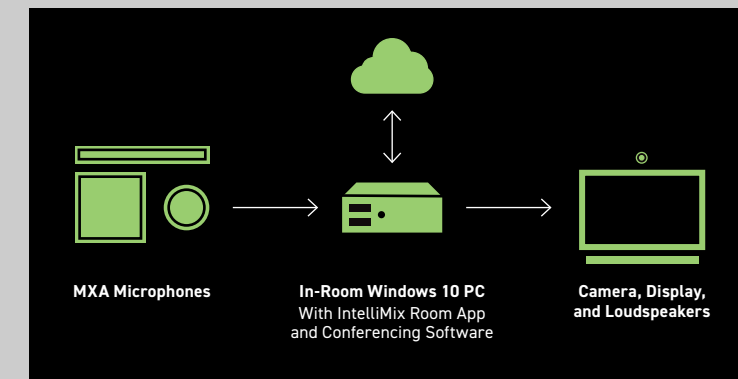 MXA Microphones
In-Room Windows 10 PC
With IntelliMix Room App
and Conferencing Software
Camera, Display,
and Loudspeakers